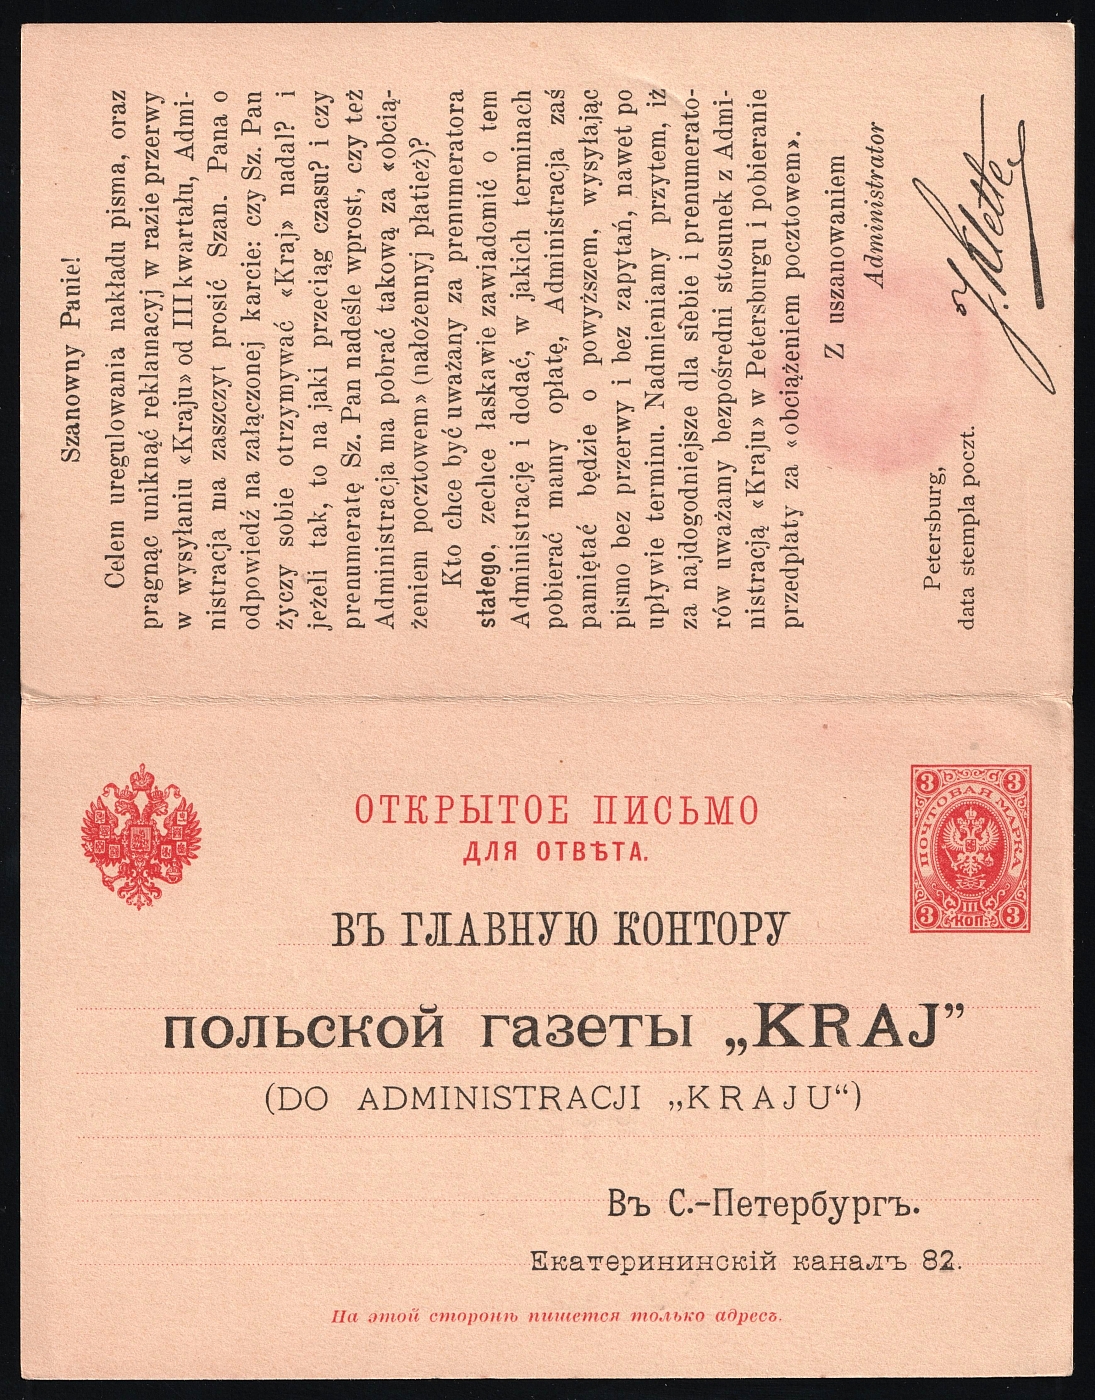 Szanowny Panie!
Celem uregulowania nakładu pisma, oraz
pragnąc uniknąć reklamacyj w razie przerwy
w wysyłaniu «Kraju» od III kwartału, Admi-
nistracja ma zaszczyt prosić Szan. Pana o
odpowiedź na załączonej karcie: czy Sz. Pan
życzy sobie otrzymywać «Kraj» nadal? i
jeżeli tak, to na jaki przeciąg czasu? i czy
prenumeratę Sz. Pan nadeśle wprost, czy też
Administracja ma pobrać takową za «obcią-
żeniem pocztowem» (nałożennyj płatież)?
Kto chce być uważany za prenumeratora
stałego, zechce łaskawie zawiadomić o tem
Administrację i dodać, w jakich terminach
pobierać mamy opłatę, Administracja zaś
pamiętać będzie o powyższem, wysyłając
pismo bez przerwy i bez zapytań, nawet po
upływie terminu. Nadmieniamy przytem, iż
za najdogodniejsze dla siebie i prenumerato-
rów uważamy bezpośredni stosunek z Admi-
nistracją «Kraju» w Petersburgu i pobieranie
przedpłaty za «obciążeniem pocztowem».
Z uszanowaniem
Administrator
Petersburg,
data stempla poczt.
ОТКРЫТОЕ ПИСЬМО
ДЛЯ ОТВѢТА.
3 3
ПОЧТОВАЯ МАРКА
3 КОП. 3
ВЪ ГЛАВНУЮ КОНТОРУ
польской газеты „KRAJ”
(DO ADMINISTRACJI „KRAJU“)
Въ С.-Петербургъ.
Екатерининскій каналъ 82.
На этой сторонѣ пишется только адресъ.